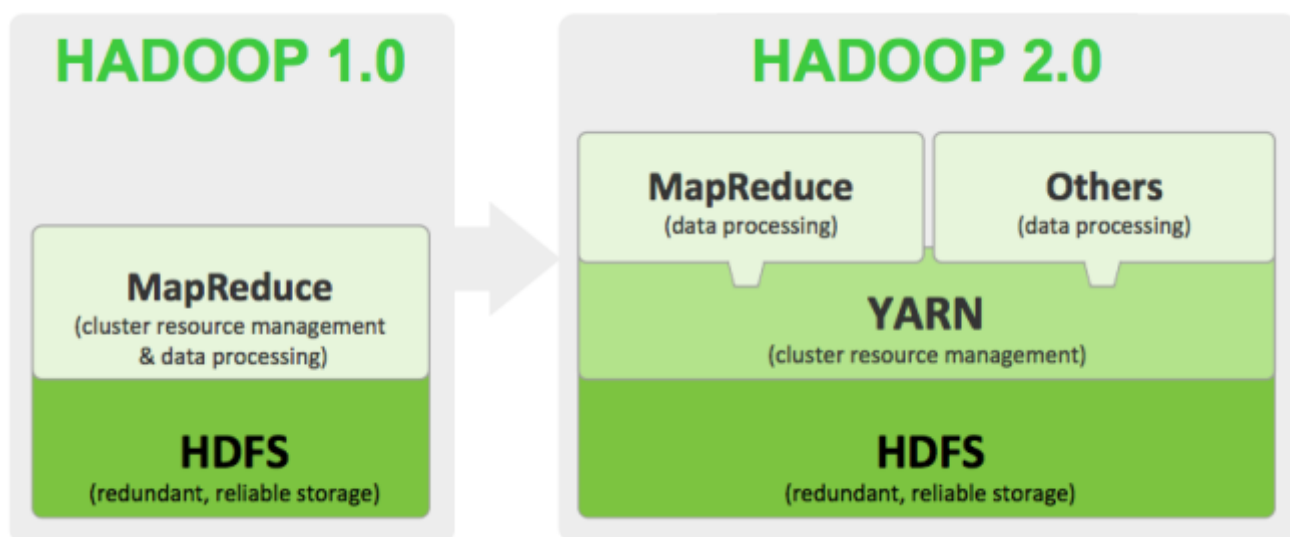 HADOOP 1.0
MapReduce
(cluster resource management
& data processing)
HDFS
(redundant, reliable storage)
HADOOP 2.0
MapReduce
(data processing)
Others
(data processing)
YARN
(cluster resource management)
HDFS
(redundant, reliable storage)